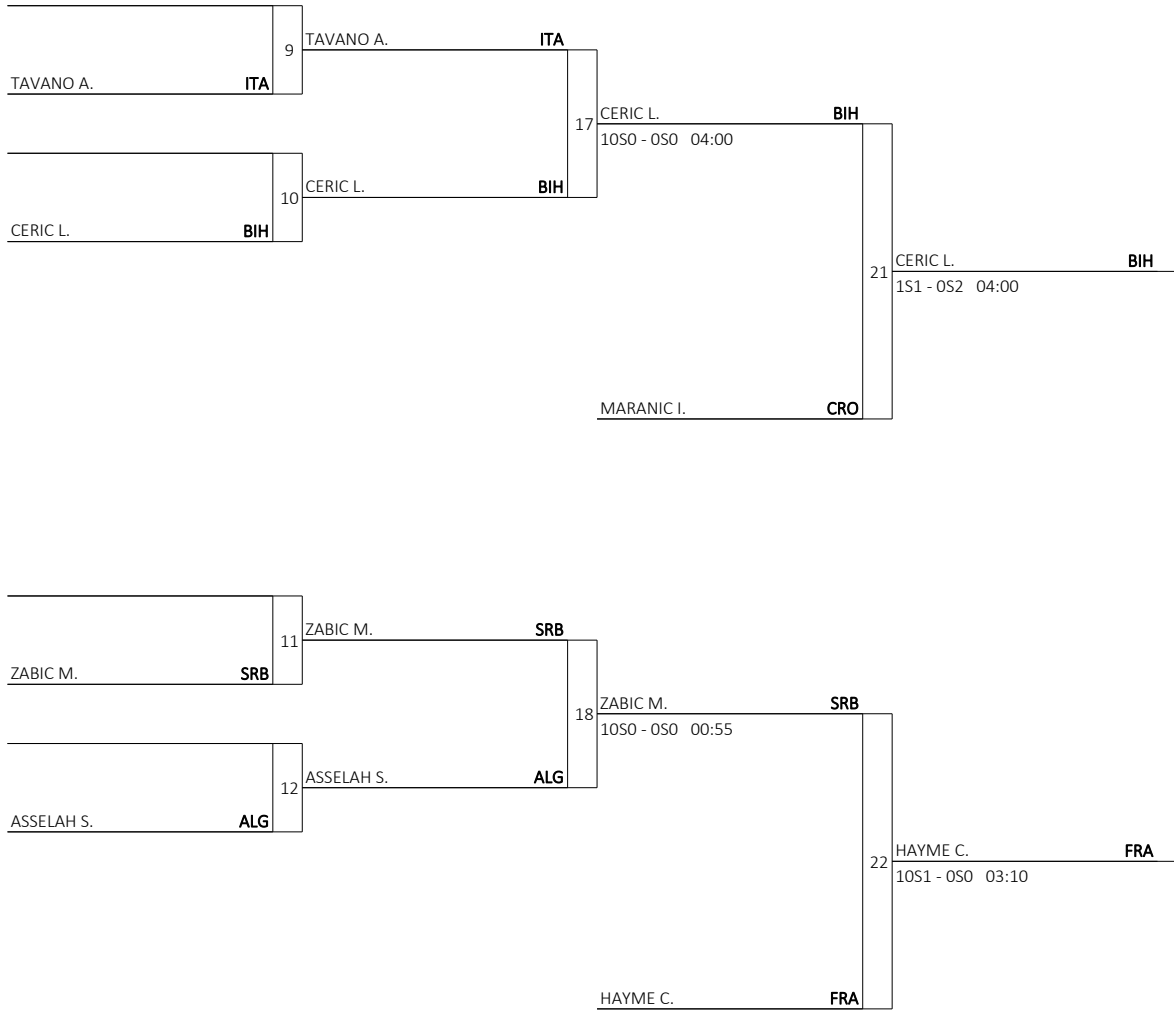 9
TAVANO A. ITA
TAVANO A. ITA
17
CERIC L. BIH
10S0 - 0S0 04:00
10
CERIC L. BIH
CERIC L. BIH
21
CERIC L. BIH
1S1 - 0S2 04:00
MARANIC I. CRO
11
ZABIC M. SRB
ZABIC M. SRB
18
ZABIC M. SRB
10S0 - 0S0 00:55
12
ASSELAH S. ALG
ASSELAH S. ALG
22
HAYME C. FRA
10S1 - 0S0 03:10
HAYME C. FRA